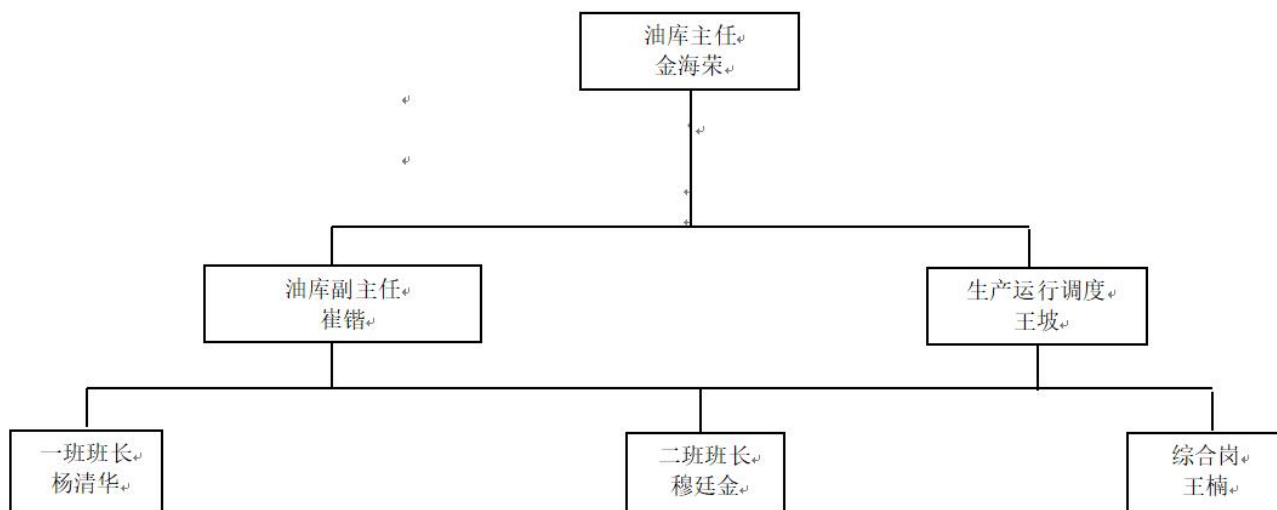 油库主任
金海荣
油库副主任
崔锴
生产运行调度
王坡
一班班长
杨清华
二班班长
穆廷金
综合岗
王楠